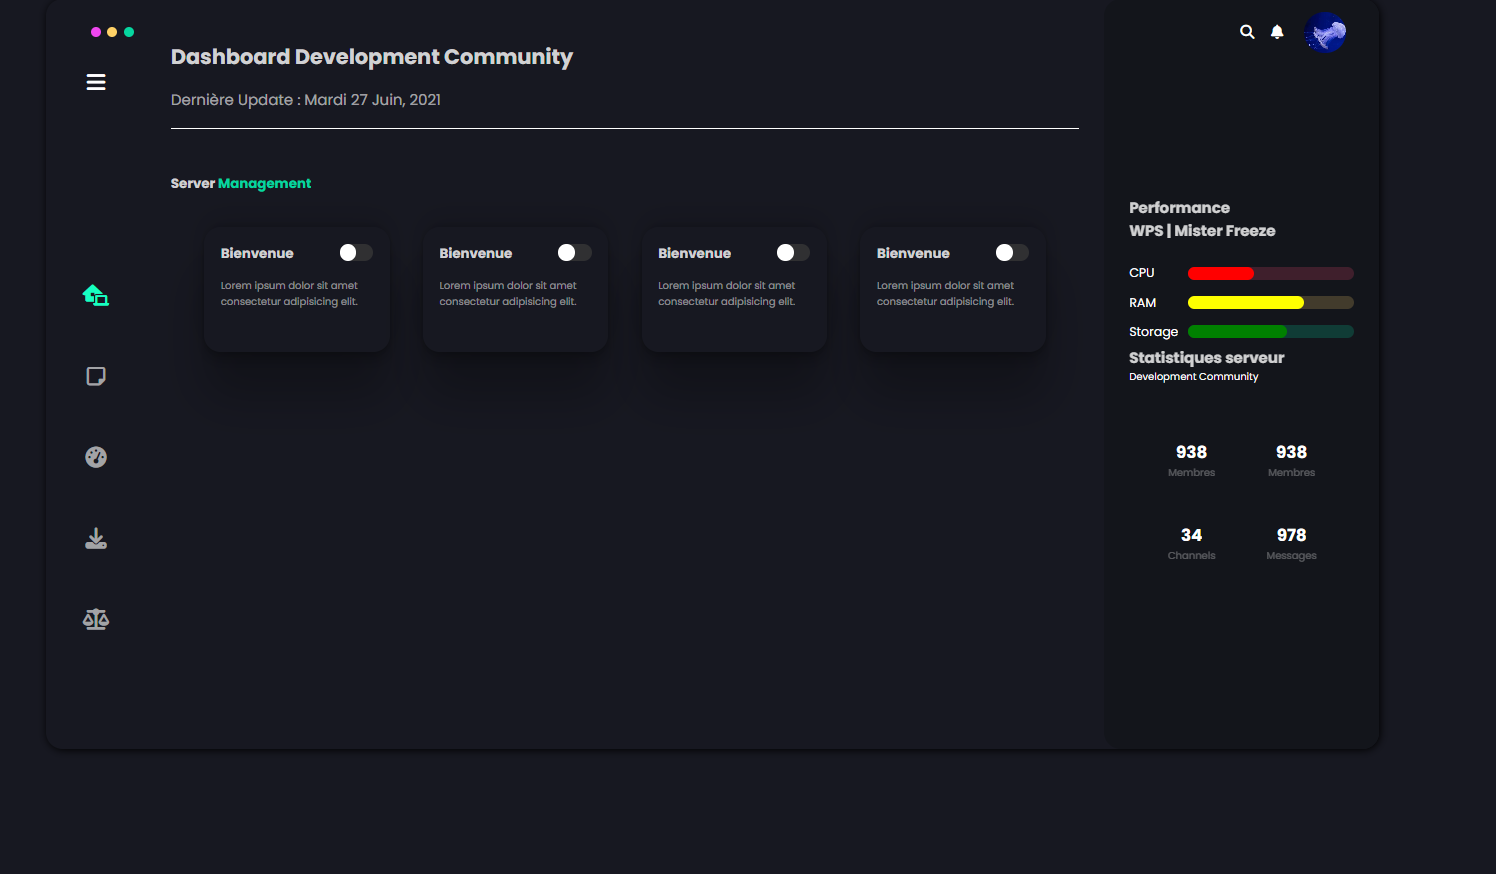 Dashboard Development Community
Dernière Update : Mardi 27 Juin, 2021
Server Management
Bienvenue
Lorem ipsum dolor sit amet
consectetur adipisicing elit.
Bienvenue
Lorem ipsum dolor sit amet
consectetur adipisicing elit.
Bienvenue
Lorem ipsum dolor sit amet
consectetur adipisicing elit.
Bienvenue
Lorem ipsum dolor sit amet
consectetur adipisicing elit.
Performance
WPS | Mister Freeze
CPU
RAM
Storage
Statistiques serveur
Development Community
938
Membres
938
Membres
34
Channels
978
Messages